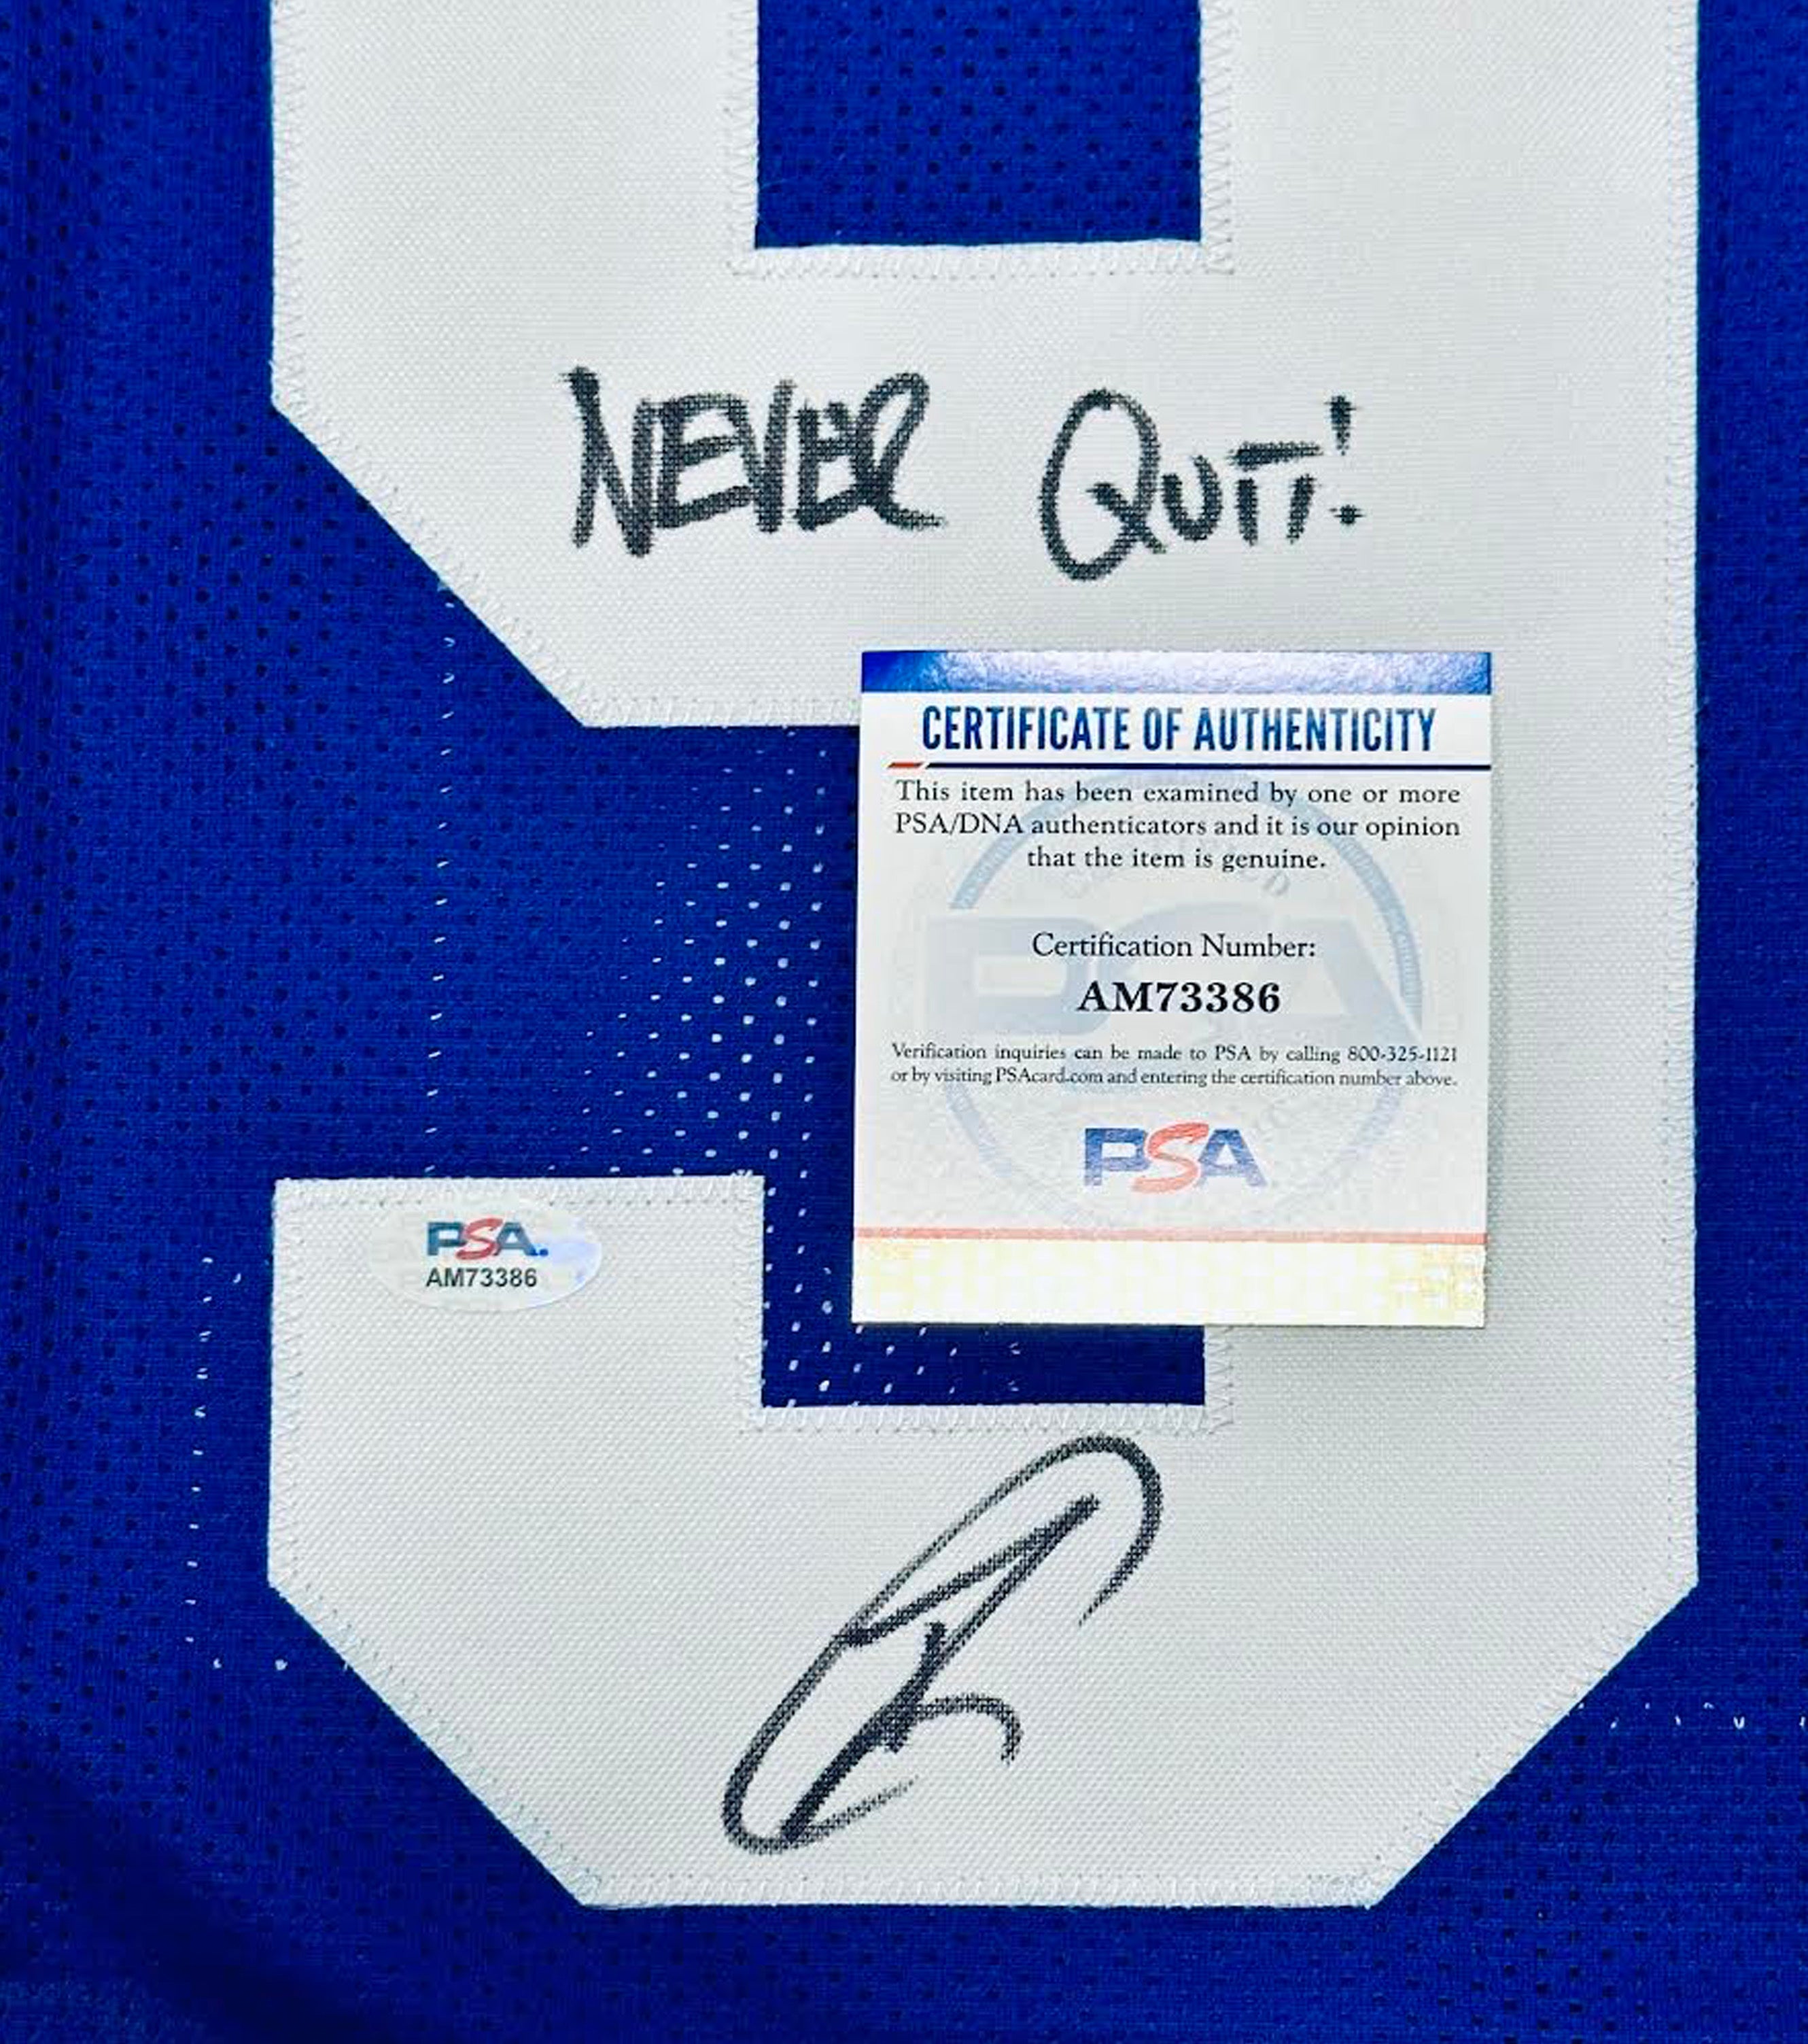 NEVER QUIT!
CERTIFICATE OF AUTHENTICITY
This item has been examined by one or more
PSA/DNA authenticators and it is our opinion
that the item is genuine.
Certification Number:
AM73386
Verification inquiries can be made to PSA by calling 800-325-1121
or by visiting PSAcard.com and entering the certification number above.
PSA
PSA.
AM73386